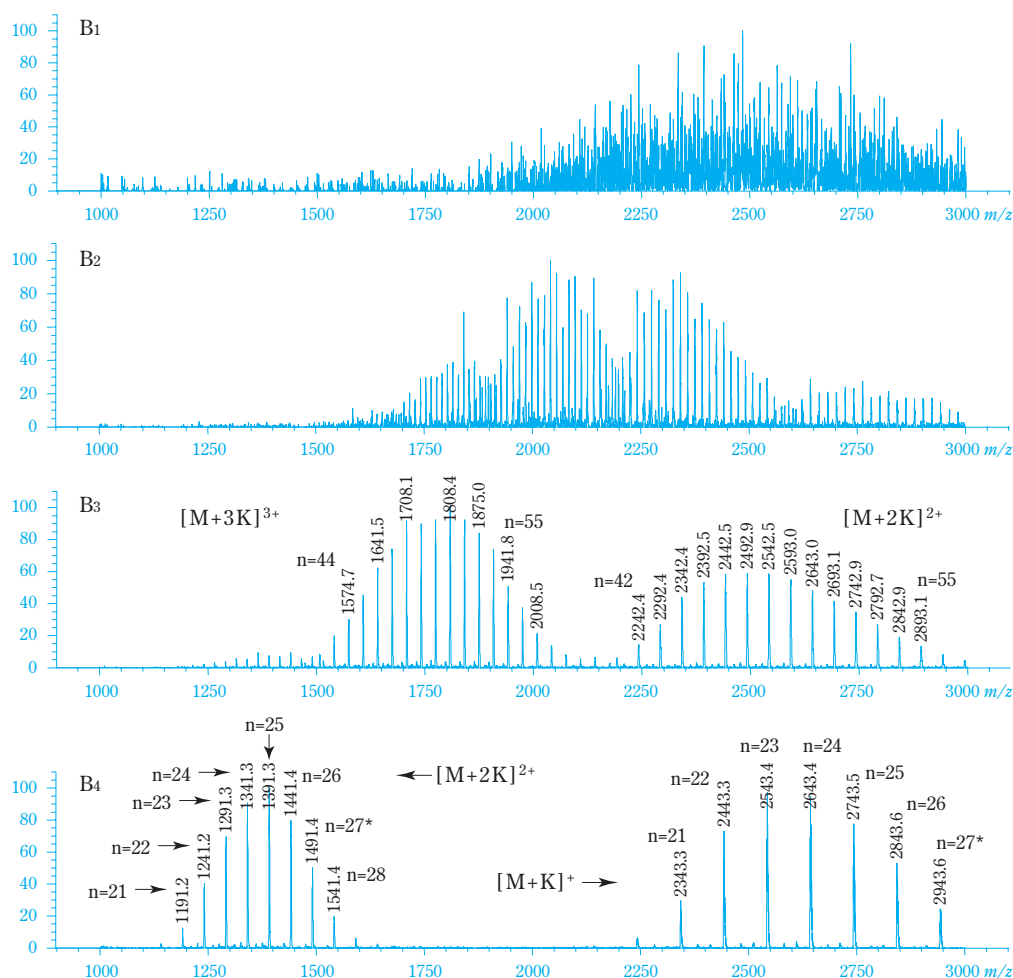 B1
100
80
60
40
20
0
1000 1250 1500 1750 2000 2250 2500 2750 3000 m/z
B2
100
80
60
40
20
0
1000 1250 1500 1750 2000 2250 2500 2750 3000 m/z
B3
[M+3K]3+
[M+2K]2+
n=44
n=55
n=42
n=55
1574.7
1641.5
1708.1
1808.4
1875.0
1941.8
2008.5
2242.4
2292.4
2342.4
2392.5
2442.5
2492.9
2542.5
2593.0
2643.0
2693.1
2742.9
2792.7
2842.9
2893.1
100
80
60
40
20
0
1000 1250 1500 1750 2000 2250 2500 2750 3000 m/z
B4
[M+2K]2+
[M+K]+
n=21
n=22
n=23
n=24
n=25
n=26
n=27*
n=28
1191.2
1241.2
1291.3
1341.3
1391.3
1441.4
1491.4
1541.4
n=21
n=22
n=23
n=24
n=25
n=26
n=27*
2343.3
2443.3
2543.4
2643.4
2743.5
2843.6
2943.6
100
80
60
40
20
0
1000 1250 1500 1750 2000 2250 2500 2750 3000 m/z